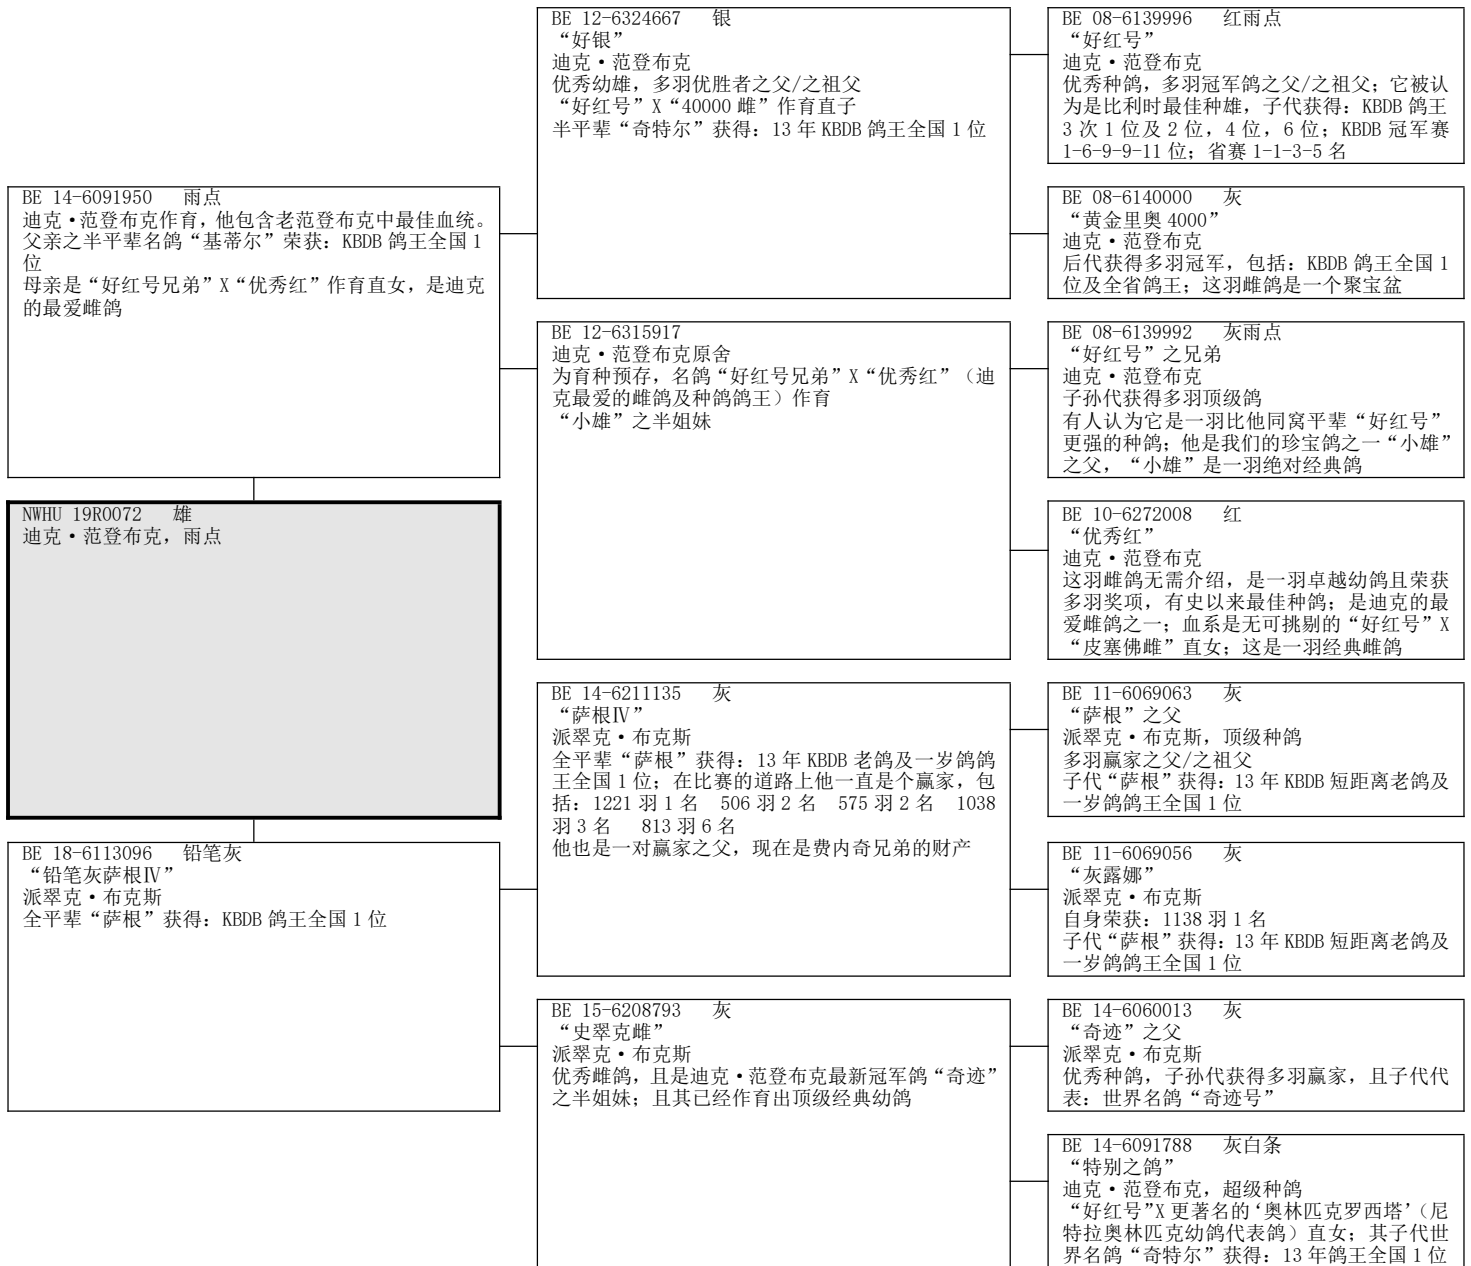 BE 14-6091950 雨点
迪克·范登布克作育，他包含老范登布克中最佳血统。
父亲之半平辈名鸽“基蒂尔”荣获：KBDB 鸽王全国 1
位
母亲是“好红号兄弟”X“优秀红”作育直女，是迪克
的最爱雌鸽
NWHU 19R0072 雄
迪克·范登布克，雨点
BE 18-6113096 铅笔灰
“铅笔灰萨根Ⅳ”
派翠克·布克斯
全平辈“萨根”获得：KBDB 鸽王全国 1 位
BE 12-6324667 银
“好银”
迪克·范登布克
优秀幼雄，多羽优胜者之父/之祖父
“好红号”X“40000 雌”作育直子
半平辈“奇特尔”获得：13 年 KBDB 鸽王全国 1 位
BE 12-6315917
迪克·范登布克原舍
为育种预存，名鸽“好红号兄弟”X“优秀红”（迪
克最爱的雌鸽及种鸽鸽王）作育
“小雄”之半姐妹
BE 14-6211135 灰
“萨根Ⅳ”
派翠克·布克斯
全平辈“萨根”获得：13 年 KBDB 老鸽及一岁鸽鸽
王全国 1 位；在比赛的道路上他一直是个赢家，包
括：1221 羽 1 名 506 羽 2 名 575 羽 2 名 1038
羽 3 名 813 羽 6 名
他也是一对赢家之父，现在是费内奇兄弟的财产
BE 15-6208793 灰
“史翠克雌”
派翠克·布克斯
优秀雌鸽，且是迪克·范登布克最新冠军鸽“奇迹”
之半姐妹；且其已经作育出顶级经典幼鸽
BE 08-6139996 红雨点
“好红号”
迪克·范登布克
优秀种鸽，多羽冠军鸽之父/之祖父；它被认
为是比利时最佳种雄，子代获得：KBDB 鸽王
3 次 1 位及 2 位，4 位，6 位；KBDB 冠军赛
1-6-9-9-11 位；省赛 1-1-3-5 名
BE 08-6140000 灰
“黄金里奥 4000”
迪克·范登布克
后代获得多羽冠军，包括：KBDB 鸽王全国 1
位及全省鸽王；这羽雌鸽是一个聚宝盆
BE 08-6139992 灰雨点
“好红号”之兄弟
迪克·范登布克
子孙代获得多羽顶级鸽
有人认为它是一羽比他同窝平辈“好红号”
更强的种鸽；他是我们的珍宝鸽之一“小雄”
之父，“小雄”是一羽绝对经典鸽
BE 10-6272008 红
“优秀红”
迪克·范登布克
这羽雌鸽无需介绍，是一羽卓越幼鸽且荣获
多羽奖项，有史以来最佳种鸽；是迪克的最
爱雌鸽之一；血系是无可挑剔的“好红号”X
“皮塞佛雌”直女；这是一羽经典雌鸽
BE 11-6069063 灰
“萨根”之父
派翠克·布克斯，顶级种鸽
多羽赢家之父/之祖父
子代“萨根”获得：13 年 KBDB 短距离老鸽及
一岁鸽鸽王全国 1 位
BE 11-6069056 灰
“灰露娜”
派翠克·布克斯
自身荣获：1138 羽 1 名
子代“萨根”获得：13 年 KBDB 短距离老鸽及
一岁鸽鸽王全国 1 位
BE 14-6060013 灰
“奇迹”之父
派翠克·布克斯
优秀种鸽，子孙代获得多羽赢家，且子代代
表：世界名鸽“奇迹号”
BE 14-6091788 灰白条
“特别之鸽”
迪克·范登布克，超级种鸽
“好红号”X 更著名的‘奥林匹克罗西塔’（尼
特拉奥林匹克幼鸽代表鸽）直女；其子代世
界名鸽“奇特尔”获得：13 年鸽王全国 1 位